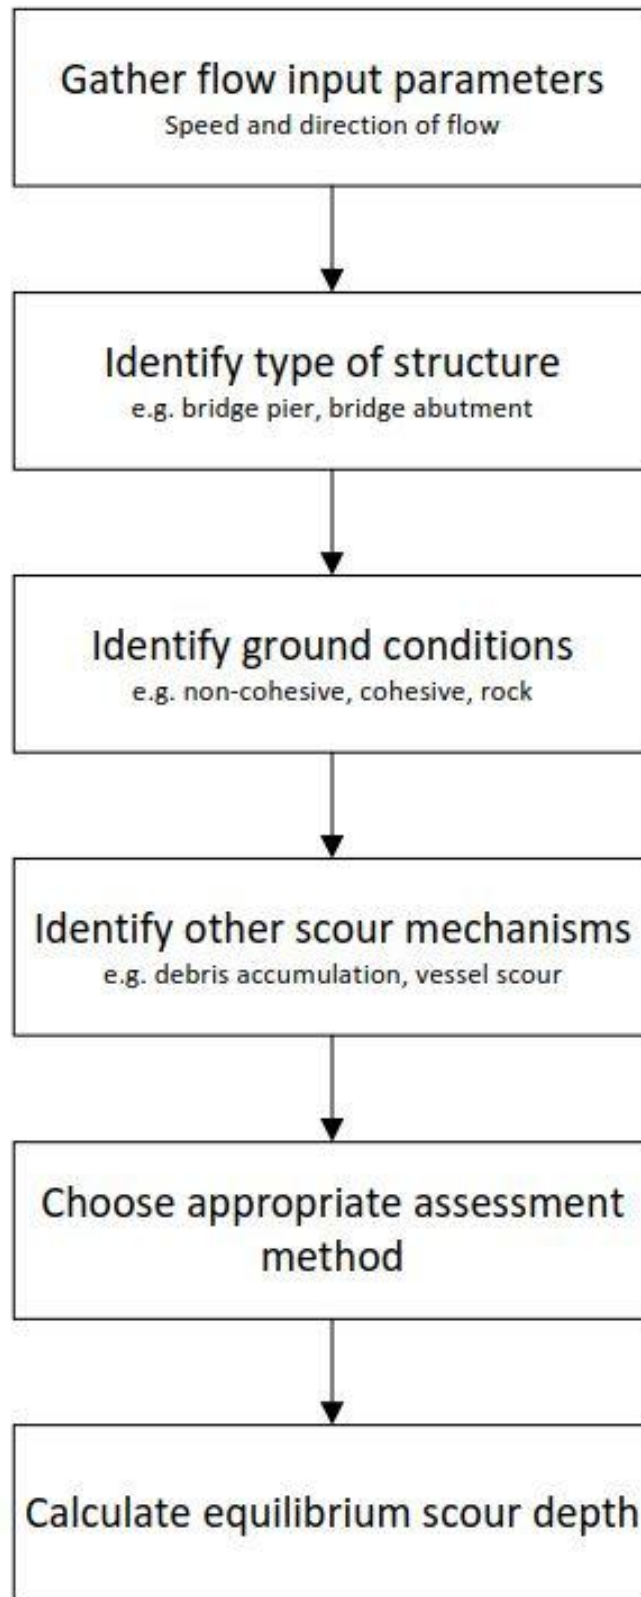 Gather flow input parameters
Speed and direction of flow
Identify type of structure
e.g. bridge pier, bridge abutment
Identify ground conditions
e.g. non-cohesive, cohesive, rock
Identify other scour mechanisms
e.g. debris accumulation, vessel scour
Choose appropriate assessment
method
Calculate equilibrium scour depth